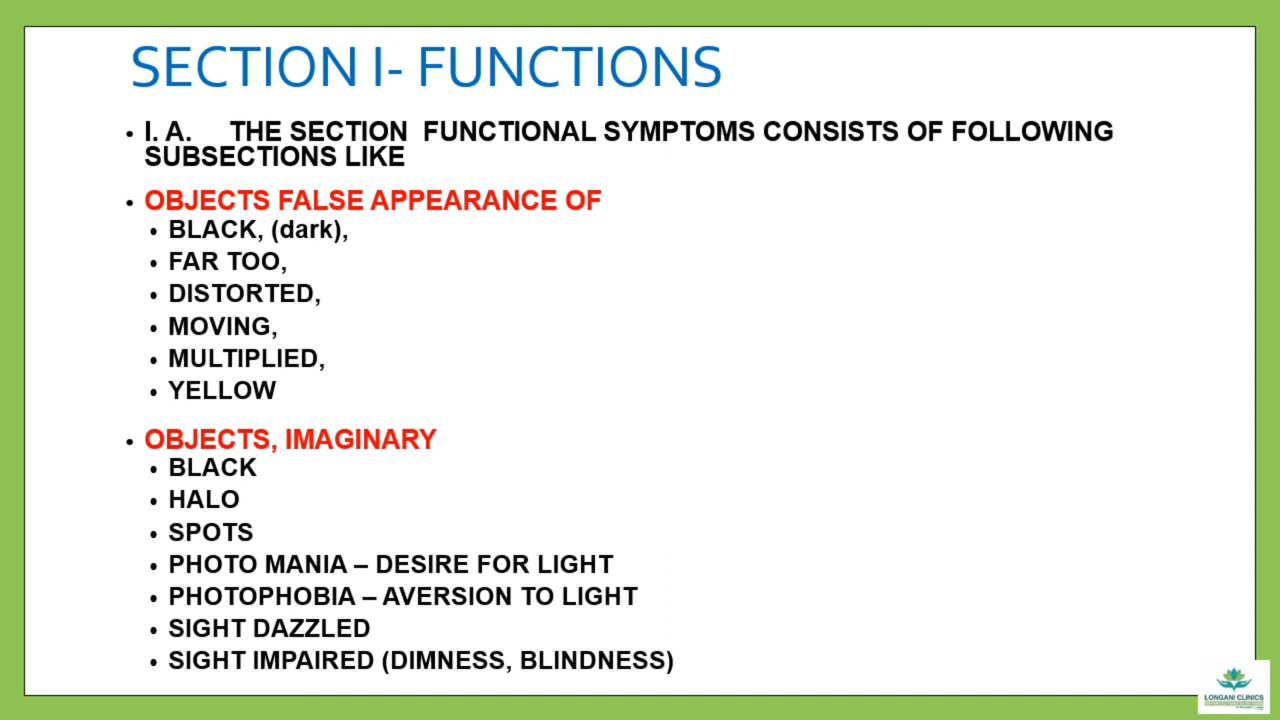 SECTION I- FUNCTIONS
• I. A. THE SECTION FUNCTIONAL SYMPTOMS CONSISTS OF FOLLOWING
SUBSECTIONS LIKE
• OBJECTS FALSE APPEARANCE OF
• BLACK, (dark),
• FAR TOO,
• DISTORTED,
• MOVING,
• MULTIPLIED,
• YELLOW
• OBJECTS, IMAGINARY
• BLACK
• HALO
• SPOTS
• PHOTO MANIA – DESIRE FOR LIGHT
• PHOTOPHOBIA – AVERSION TO LIGHT
• SIGHT DAZZLED
• SIGHT IMPAIRED (DIMNESS, BLINDNESS)
LONGANI CLINICS